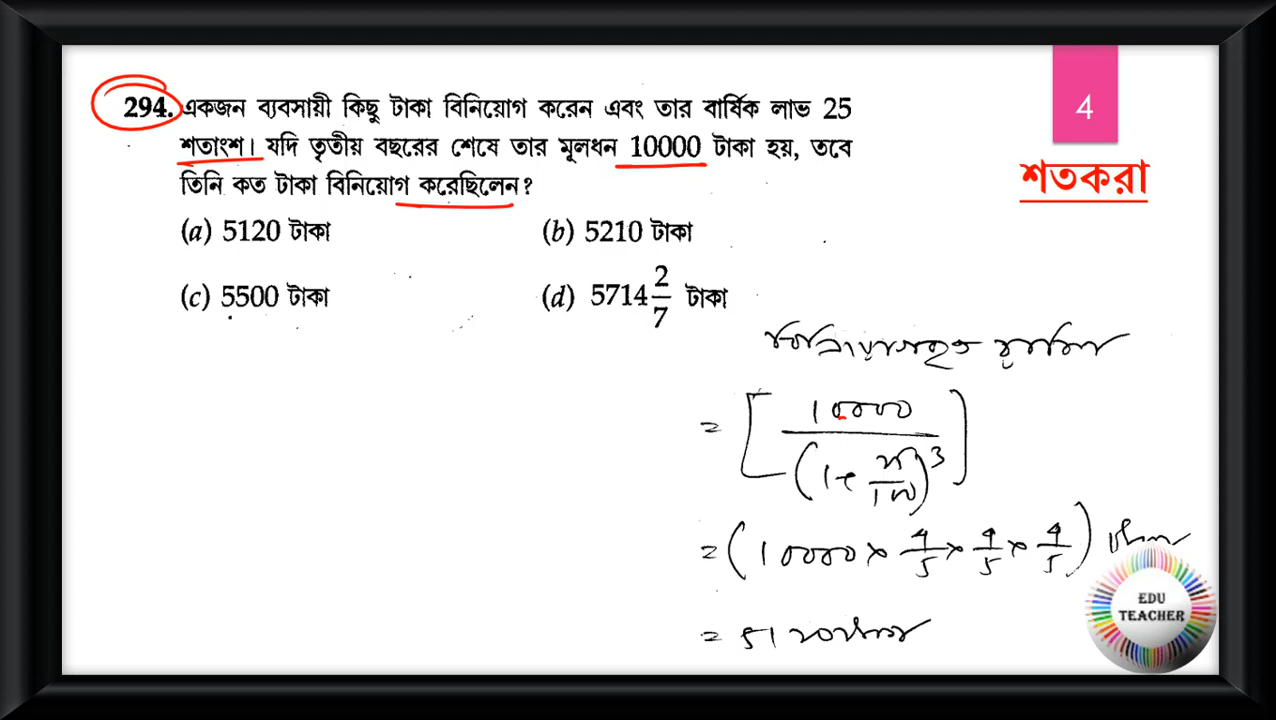 294. একজন ব্যবসায়ী কিছু টাকা বিনিয়োগ করেন এবং তার বার্ষিক লাভ 25
শতাংশ। যদি তৃতীয় বছরের শেষে তার মূলধন 10000 টাকা হয়, তবে
তিনি কত টাকা বিনিয়োগ করেছিলেন?
(a) 5120 টাকা (b) 5210 টাকা
(c) 5500 টাকা (d) 5714 2/7 টাকা
4
শতকরা
বিনিয়োগকৃত মূলধন
= [10000 / (1 + 25/100)^3]
= (10000 × 4/5 × 4/5 × 4/5) টাকা
= 5120 টাকা
EDU
TEACHER